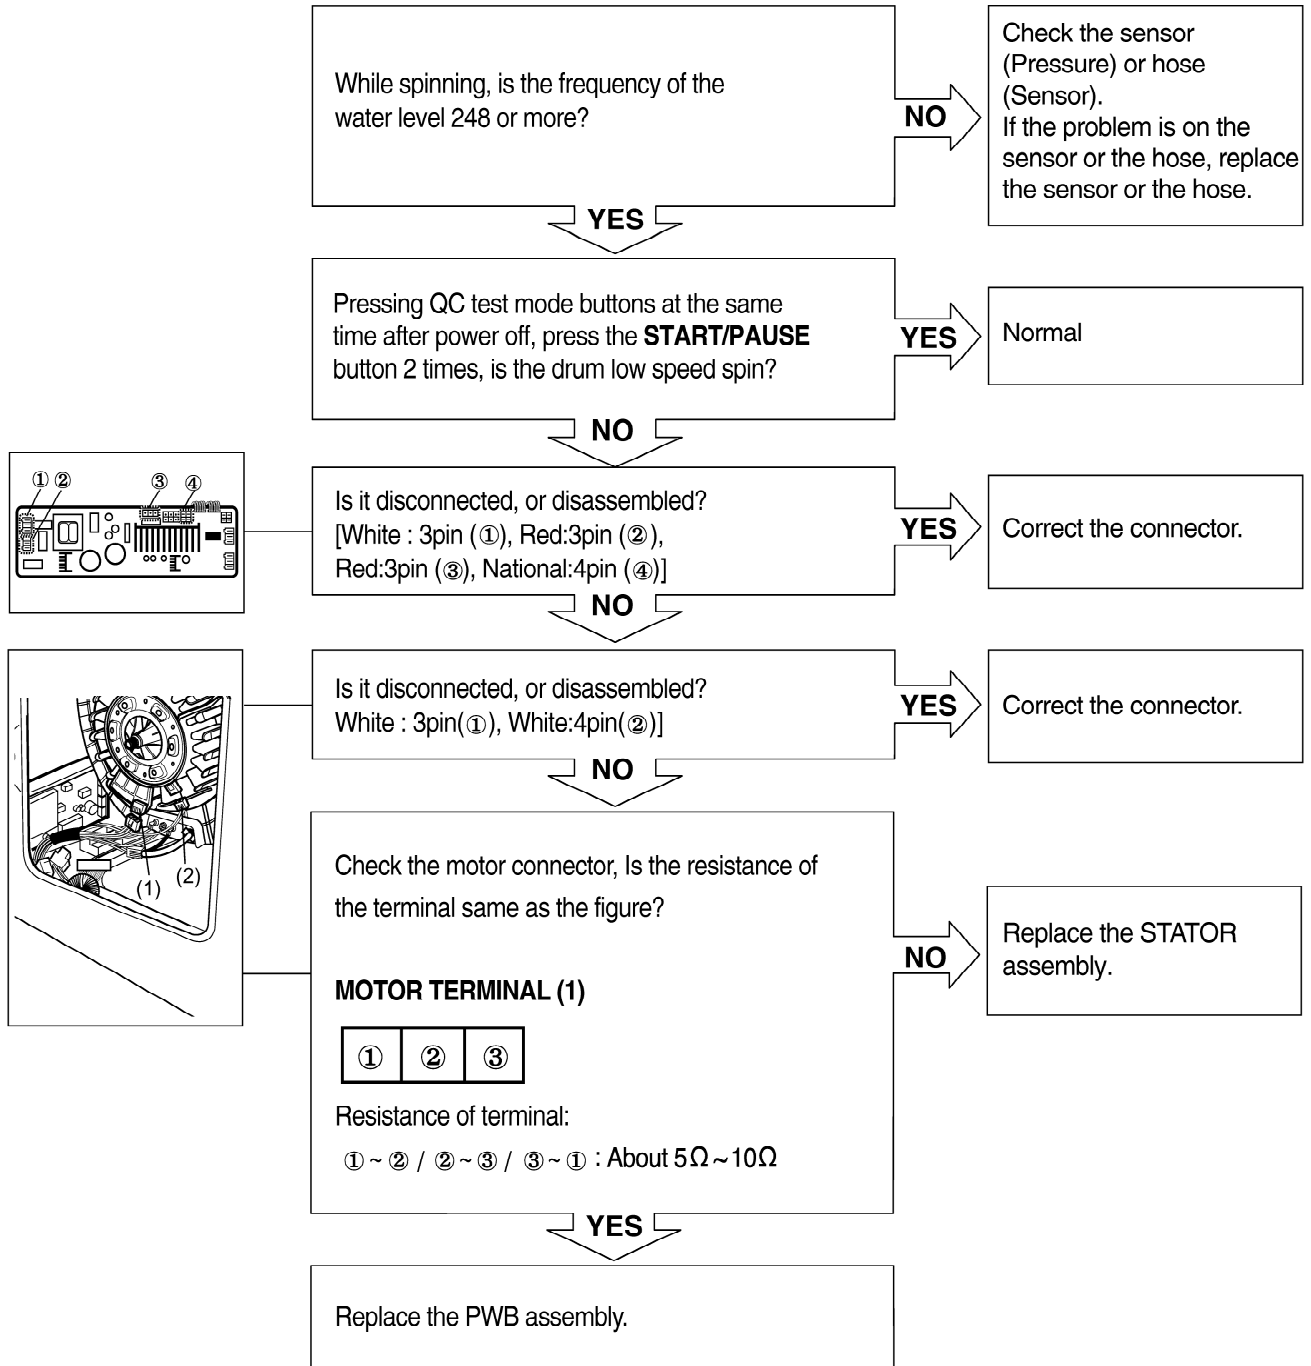 While spinning, is the frequency of the
water level 248 or more?
NO
Check the sensor
(Pressure) or hose
(Sensor).
If the problem is on the
sensor or the hose, replace
the sensor or the hose.
YES
Pressing QC test mode buttons at the same
time after power off, press the START/PAUSE
button 2 times, is the drum low speed spin?
YES
Normal
NO
① ② ③ ④
Is it disconnected, or disassembled?
[White : 3pin (①), Red:3pin (②),
Red:3pin (③), National:4pin (④)]
YES
Correct the connector.
NO
(1) (2)
Is it disconnected, or disassembled?
White : 3pin(①), White:4pin(②)]
YES
Correct the connector.
NO
Check the motor connector, Is the resistance of
the terminal same as the figure?
MOTOR TERMINAL (1)
① ② ③
Resistance of terminal:
①~② / ②~③ / ③~① : About 5Ω~10Ω
NO
Replace the STATOR
assembly.
YES
Replace the PWB assembly.